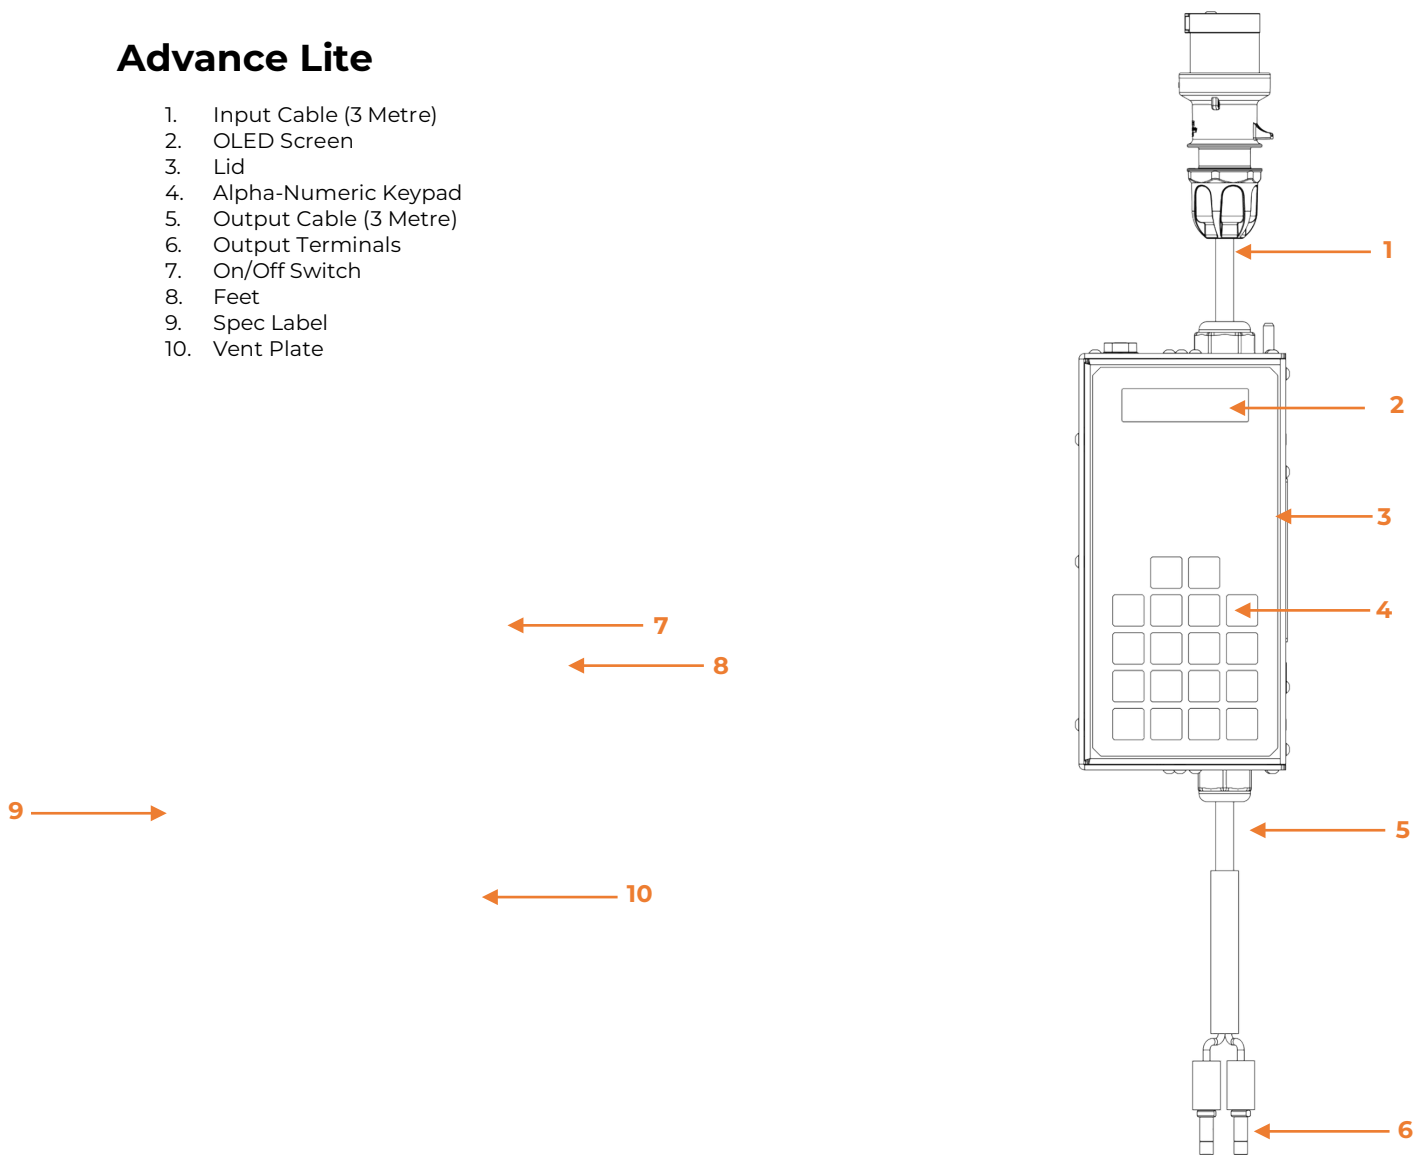 Advance Lite
1. Input Cable (3 Metre)
2. OLED Screen
3. Lid
4. Alpha-Numeric Keypad
5. Output Cable (3 Metre)
6. Output Terminals
7. On/Off Switch
8. Feet
9. Spec Label
10. Vent Plate
1
2
3
4
7
8
9
5
10
6